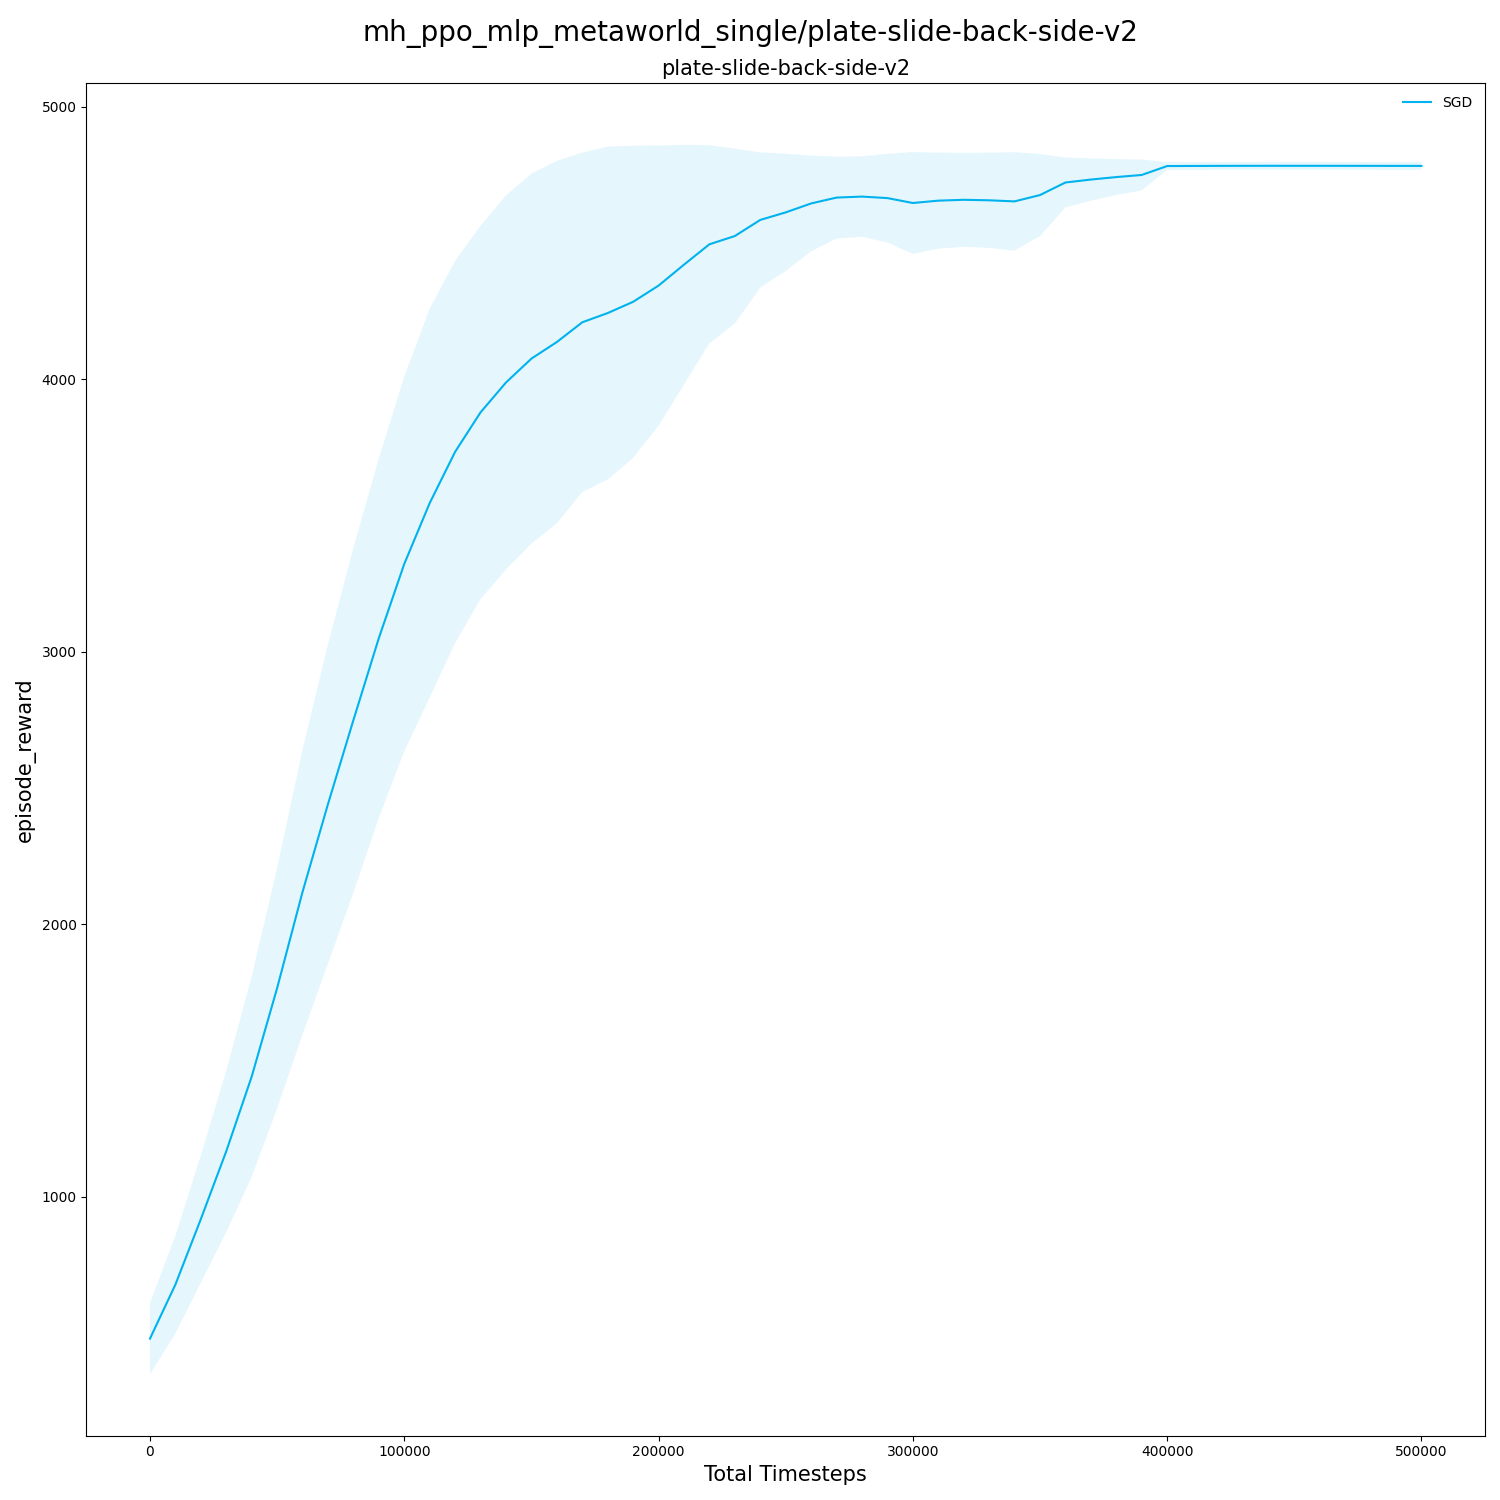 mh_ppo_mlp_metaworld_single/plate-slide-back-side-v2
plate-slide-back-side-v2
SGD
episode_reward
5000
4000
3000
2000
1000
0 100000 200000 300000 400000 500000
Total Timesteps